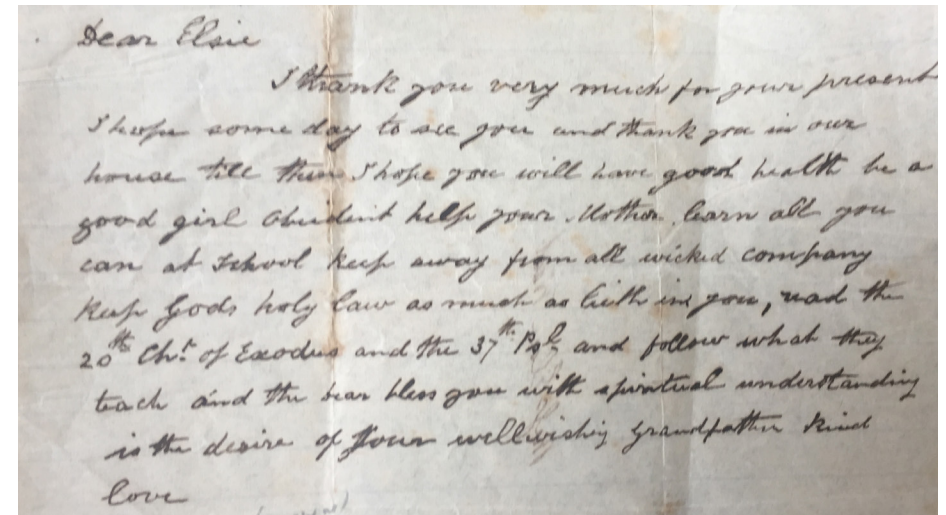 Dear Elsie
I thank you very much for your present
I hope some day to see you and thank you in our
house till then I hope you will have good health be a
good girl Obedient help your Mother learn all you
can at School keep away from all wicked company
keep Gods holy law as much as lieth in you, read the
20th Chr. of Exodus and the 37th Psl, and follow what they
teach and the bless you with spiritual understanding
is the desire of your wellwishing Grandfather kind
love